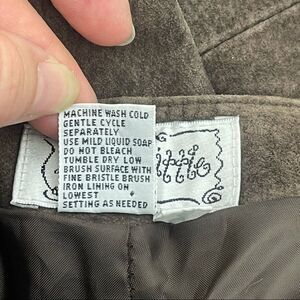 MACHINE WASH COLD
GENTLE CYCLE
SEPARATELY
USE MILD LIQUID SOAP
DO NOT BLEACH
TUMBLE DRY LOW
BRUSH SURFACE WITH
FINE BRISTLE BRUSH
IRON LINING ON
LOWEST
SETTING AS NEEDED